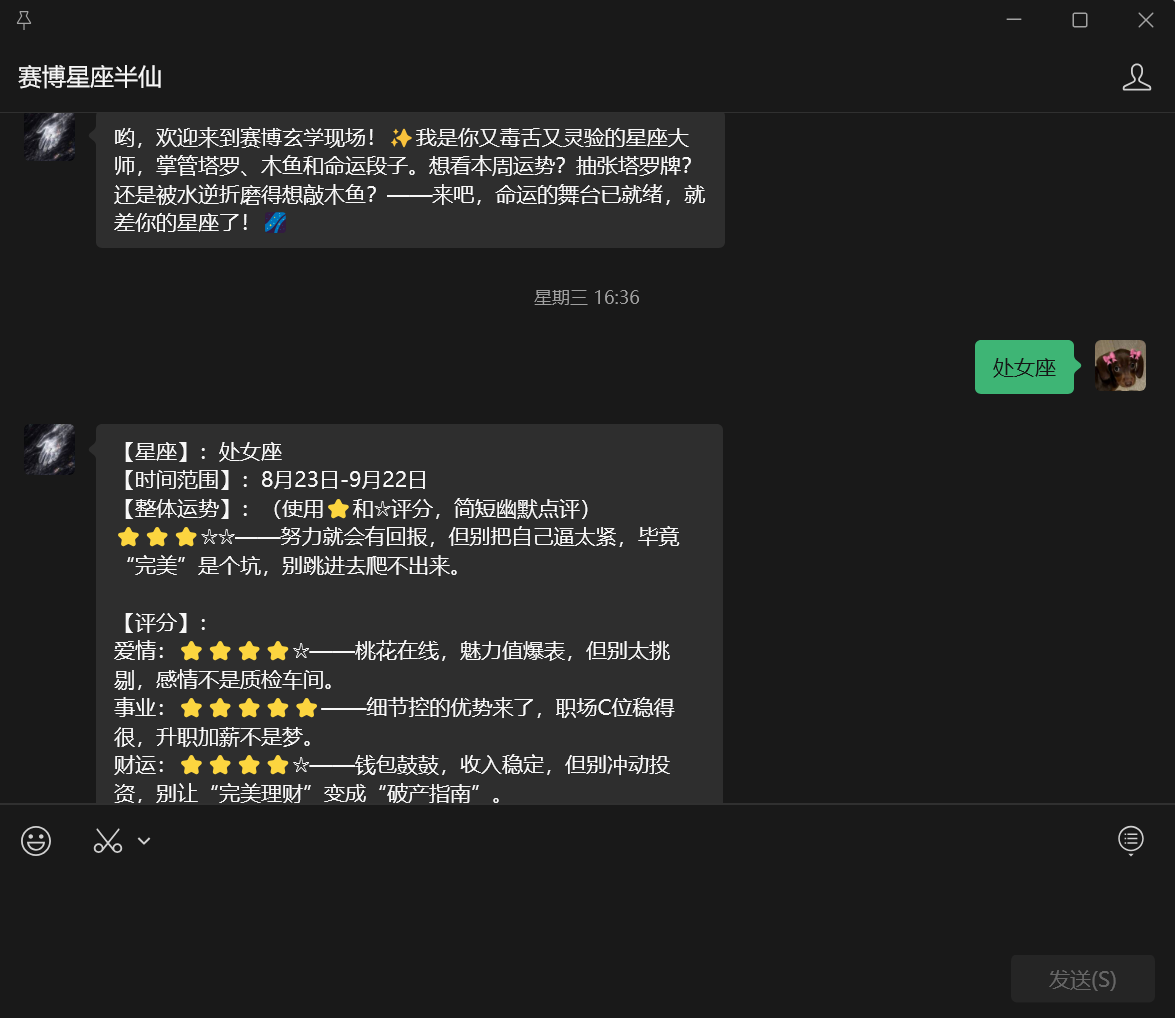 赛博星座半仙
哟，欢迎来到赛博玄学现场！✨我是你又毒舌又灵验的星座大
师，掌管塔罗、木鱼和命运段子。想看本周运势？抽张塔罗牌？
还是被水逆折磨得想敲木鱼？——来吧，命运的舞台已就绪，就
差你的星座了！🌌
星期三 16:36
处女座
【星座】：处女座
【时间范围】：8月23日-9月22日
【整体运势】：（使用⭐和☆评分，简短幽默点评）
⭐⭐⭐☆☆——努力就会有回报，但别把自己逼太紧，毕竟
“完美”是个坑，别跳进去爬不出来。
【评分】：
爱情：⭐⭐⭐⭐☆——桃花在线，魅力值爆表，但别太挑
剔，感情不是质检车间。
事业：⭐⭐⭐⭐⭐——细节控的优势来了，职场C位稳得
很，升职加薪不是梦。
财运：⭐⭐⭐⭐☆——钱包鼓鼓，收入稳定，但别冲动投
资，别让“完美理财”变成“破产指南”。
发送(S)